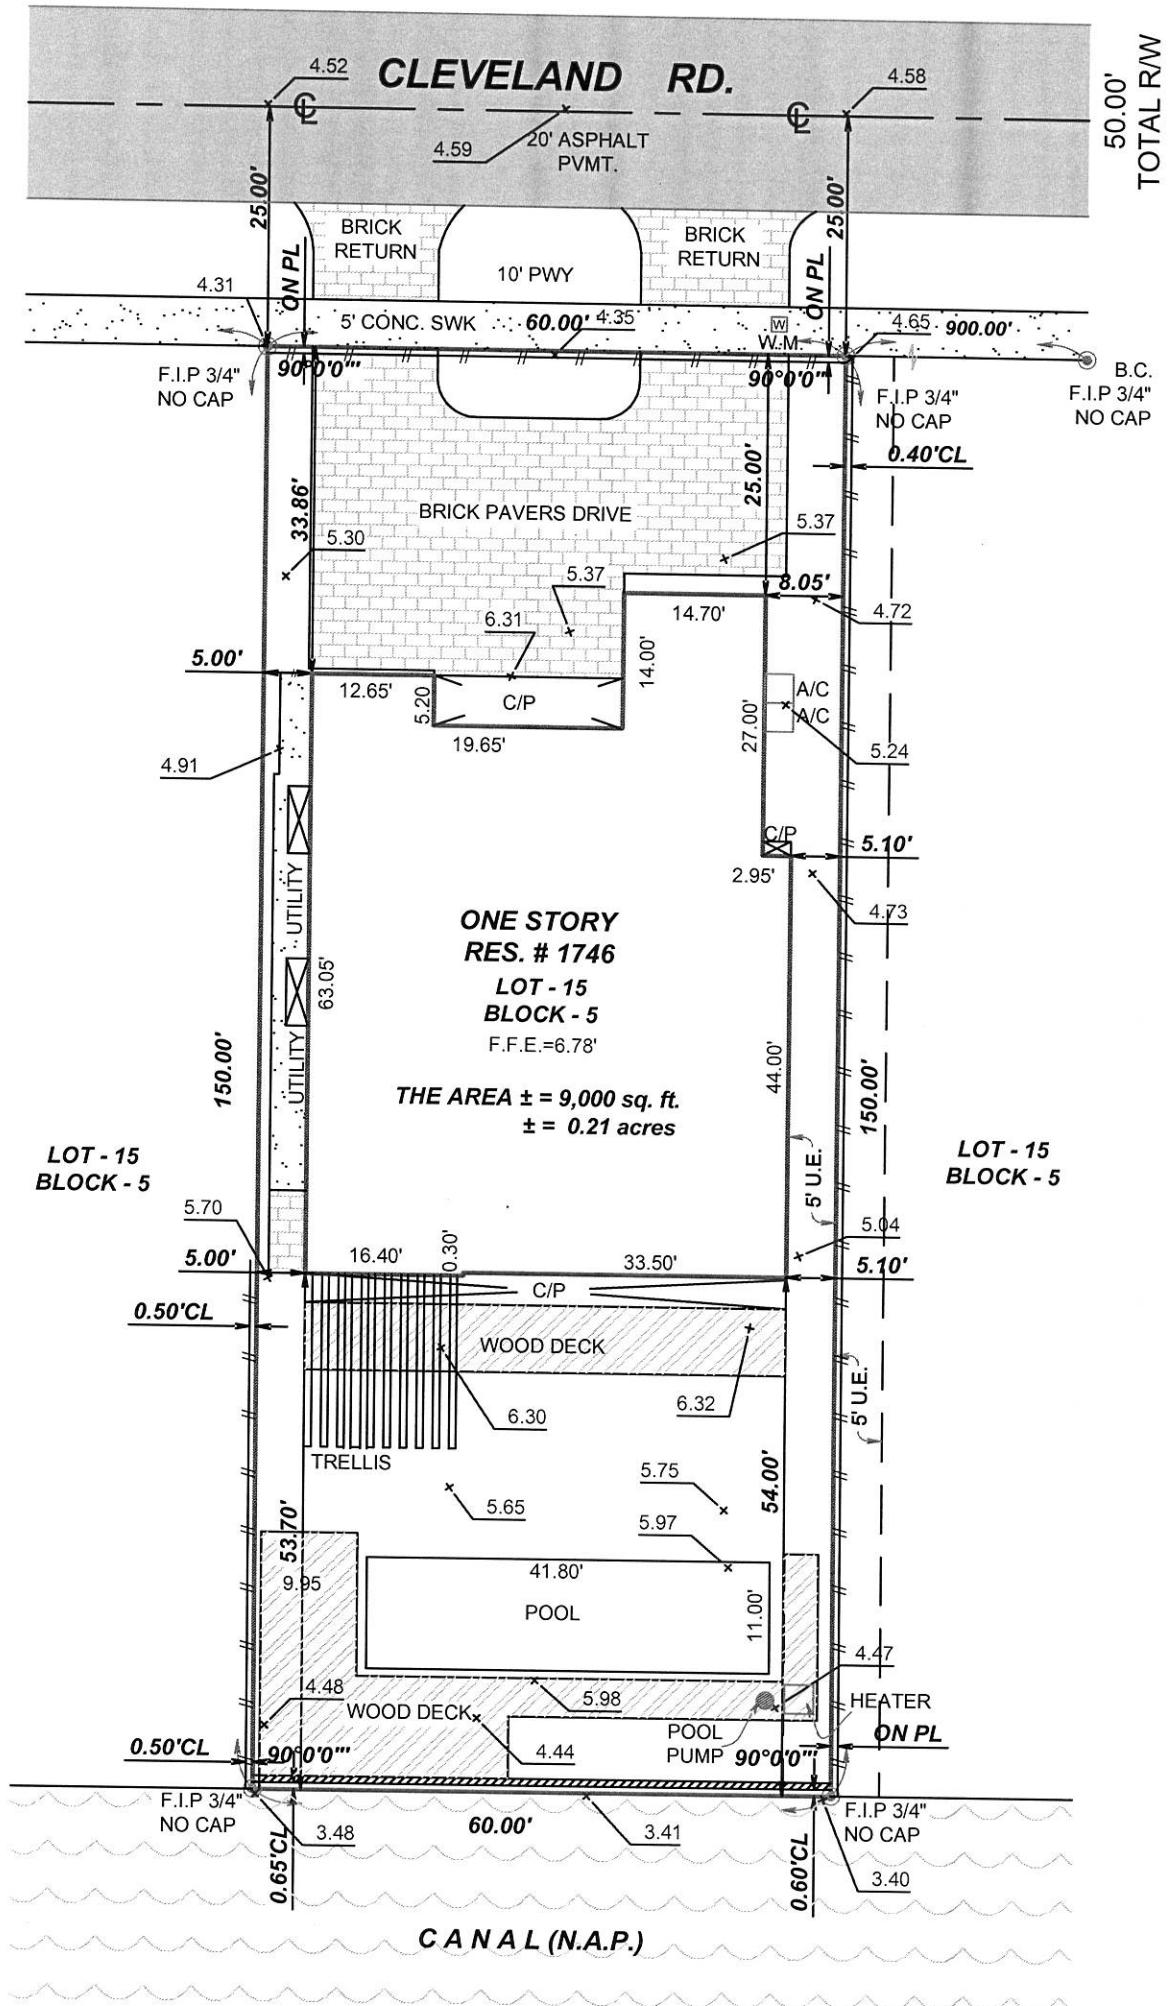 4.52
CLEVELAND RD.
4.58
50.00'
TOTAL R/W
CL
CL
4.59
20' ASPHALT
PVMT.
25.00'
25.00'
BRICK
RETURN
BRICK
RETURN
ON PL
10' PWY
ON PL
4.31
5' CONC. SWK
60.00'
4.35
W
W.M
4.65
900.00'
90°0'0'''
90°0'0'''
F.I.P 3/4"
NO CAP
F.I.P 3/4"
NO CAP
B.C.
F.I.P 3/4"
NO CAP
0.40'CL
33.86'
25.00'
BRICK PAVERS DRIVE
5.30
5.37
5.37
8.05'
4.72
6.31
14.70'
14.00'
5.00'
12.65'
5.20
C/P
A/C
A/C
19.65'
27.00'
5.24
4.91
C/P
5.10'
2.95'
4.73
UTILITY
ONE STORY
RES. # 1746
LOT - 15
BLOCK - 5
F.F.E.=6.78'
63.05'
UTILITY
44.00'
150.00'
150.00'
THE AREA ± = 9,000 sq. ft.
± = 0.21 acres
LOT - 15
BLOCK - 5
LOT - 15
BLOCK - 5
5' U.E.
5.70
5.04
5.00'
16.40'
0.30'
33.50'
5.10'
C/P
0.50'CL
WOOD DECK
5' U.E.
6.30
6.32
TRELLIS
5.75
54.00'
5.65
5.97
53.70'
9.95
41.80'
POOL
11.00'
4.47
4.48
WOOD DECK
5.98
HEATER
POOL
PUMP
4.44
0.50'CL
90°0'0'''
90°0'0'''
ON PL
F.I.P 3/4"
NO CAP
F.I.P 3/4"
NO CAP
3.48
60.00'
3.41
0.65'CL
0.60'CL
3.40
CANAL (N.A.P.)